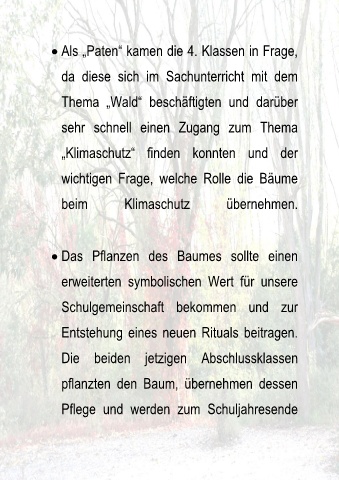 • Als „Paten“ kamen die 4. Klassen in Frage,
da diese sich im Sachunterricht mit dem
Thema „Wald“ beschäftigten und darüber
sehr schnell einen Zugang zum Thema
„Klimaschutz“ finden konnten und der
wichtigen Frage, welche Rolle die Bäume
beim Klimaschutz übernehmen.
• Das Pflanzen des Baumes sollte einen
erweiterten symbolischen Wert für unsere
Schulgemeinschaft bekommen und zur
Entstehung eines neuen Rituals beitragen.
Die beiden jetzigen Abschlussklassen
pflanzten den Baum, übernehmen dessen
Pflege und werden zum Schuljahresende